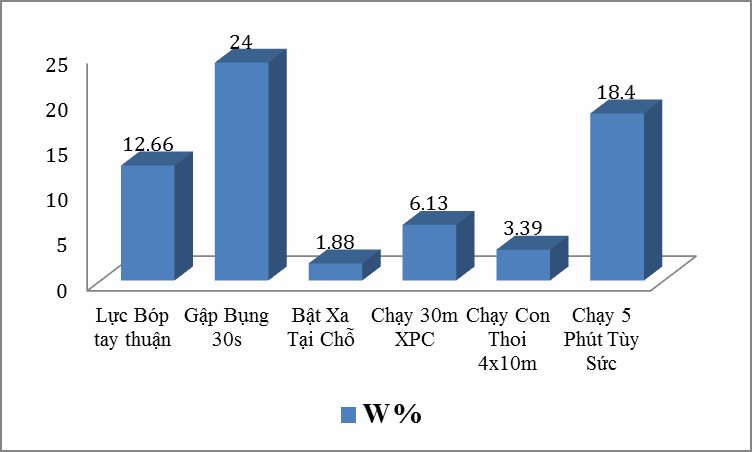 25
20
15
10
5
0
12.66
24
1.88
6.13
3.39
18.4
Lực Bóp
tay thuận
Gập Bụng
30s
Bật Xa
Tại Chỗ
Chạy 30m
XPC
Chạy Con
Thoi
4x10m
Chạy 5
Phút Tùy
Sức
W%